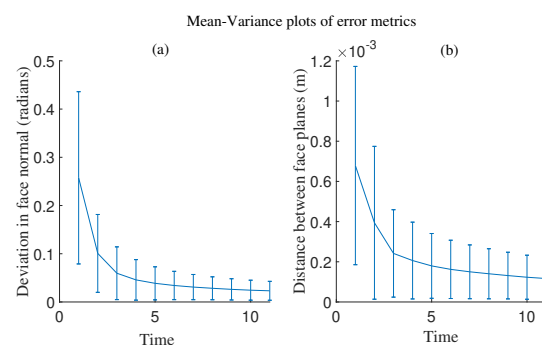 Mean-Variance plots of error metrics
(a)
Deviation in face normal (radians)
0.5
0.4
0.3
0.2
0.1
0
0
5
10
Time
(b)
×10^-3
Distance between face planes (m)
1.2
1
0.8
0.6
0.4
0.2
0
0
5
10
Time